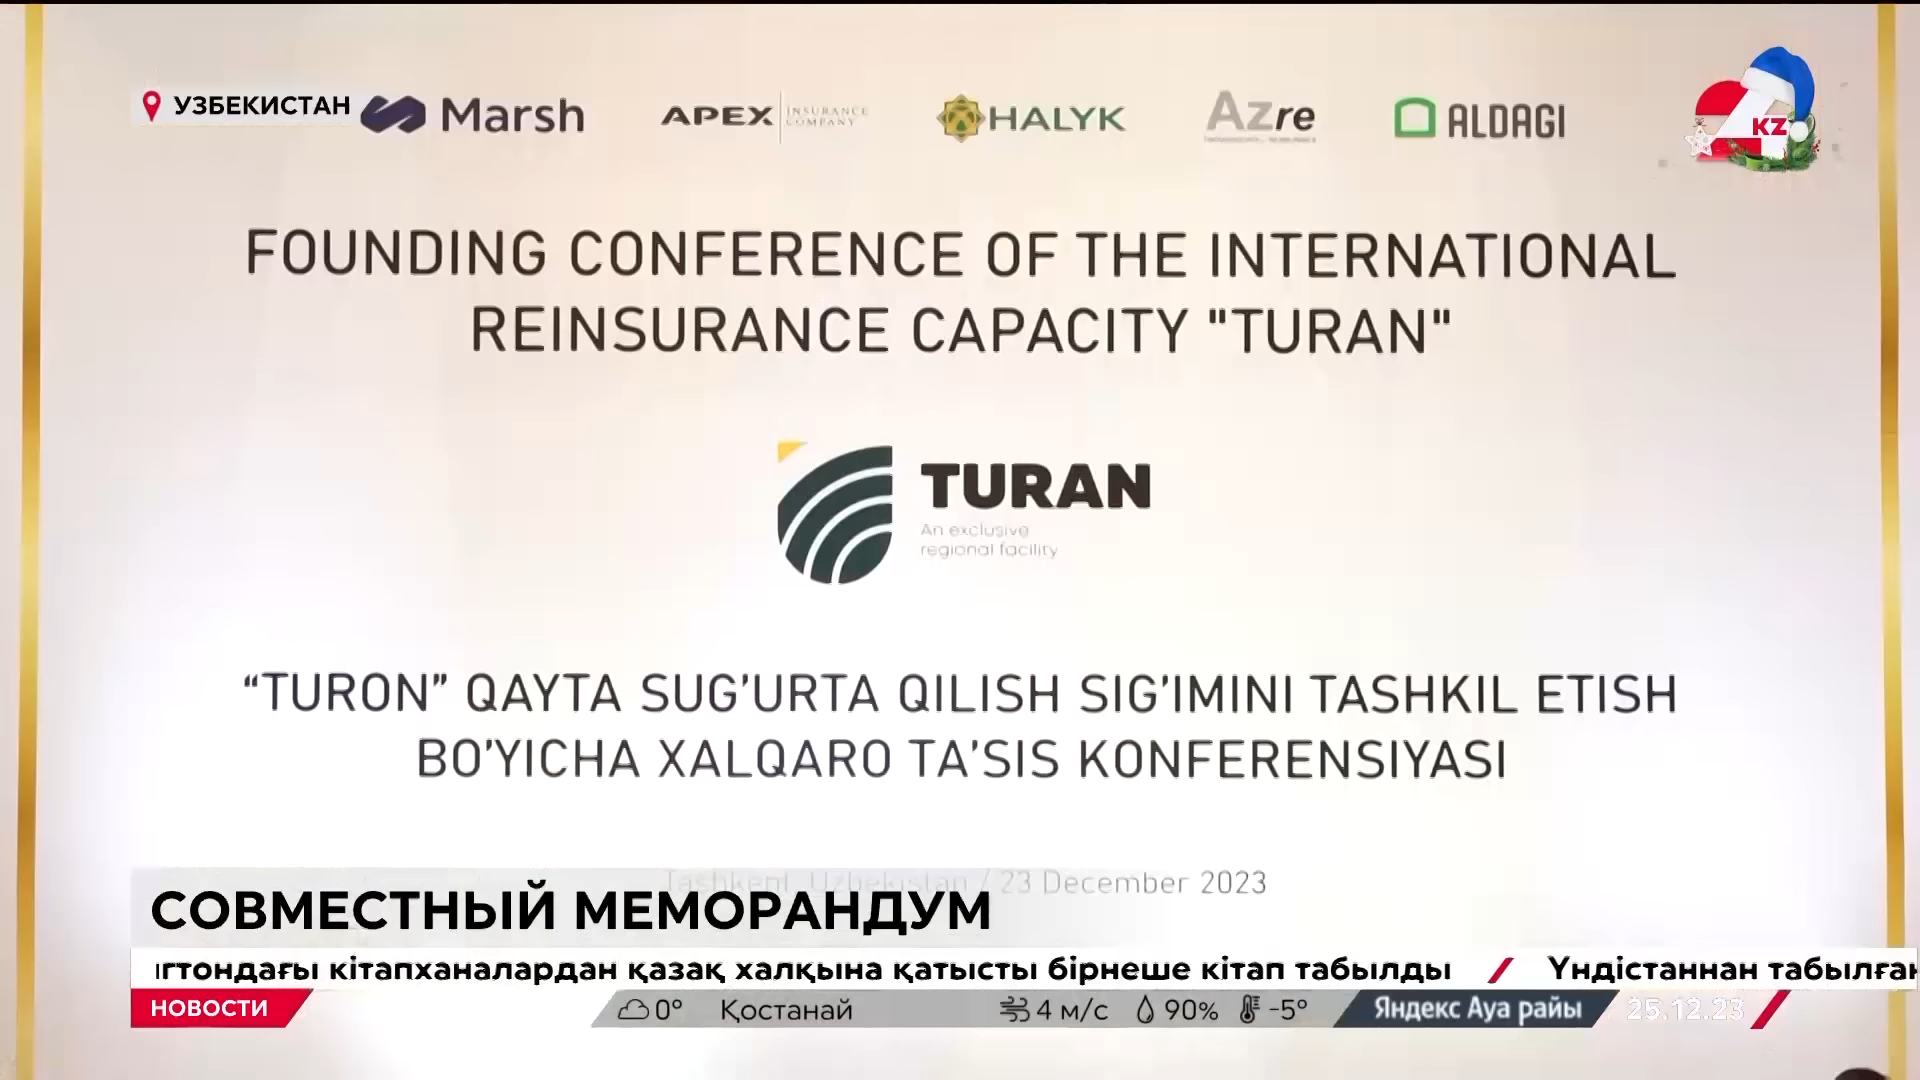 УЗБЕКИСТАН
Marsh
APEX INSURANCE COMPANY
HALYK
AZre
ALDAGI
KZ
FOUNDING CONFERENCE OF THE INTERNATIONAL
REINSURANCE CAPACITY "TURAN"
TURAN
An exclusive
regional facility
“TURON” QAYTA SUG’URTA QILISH SIG’IMINI TASHKIL ETISH
BO’YICHA XALQARO TA’SIS KONFERENSIYASI
Tashkent, Uzbekistan / 23 December 2023
СОВМЕСТНЫЙ МЕМОРАНДУМ
кітапханалардан қазақ халқына қатысты бірнеше кітап табылды / Үндістаннан
НОВОСТИ
0° Қостанай 4 м/с 90% -5° Яндекс Ауа райы 25.12.23